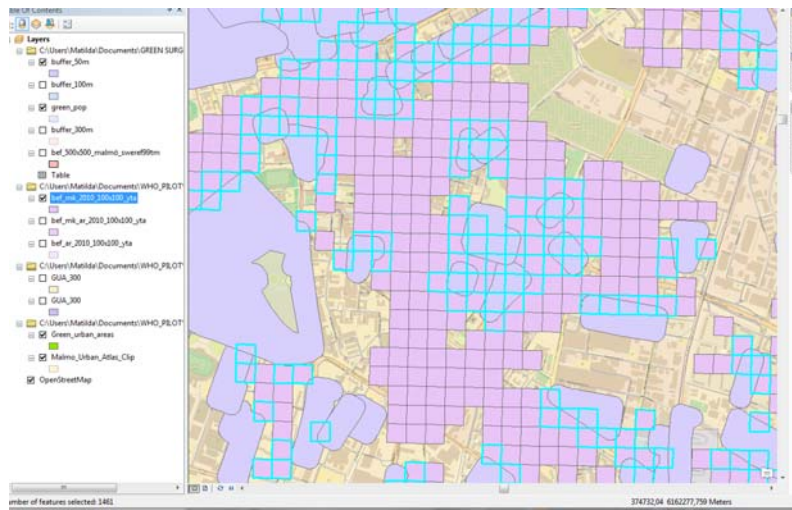 ble Of Contents
Layers
C:\Users\Matilda\Documents\GREEN SURG
buffer_50m
buffer_100m
green_pop
buffer_300m
bef_500x500_malmö_sweref99tm
Table
C:\Users\Matilda\Documents\WHO_PILOT
bef_mk_2010_100x100_yta
bef_mk_ar_2010_100x100_yta
bef_ar_2010_100x100_yta
C:\Users\Matilda\Documents\WHO_PILOT
GUA_300
GUA_300
C:\Users\Matilda\Documents\WHO_PILOT
Green_urban_areas
Malmo_Urban_Atlas_Clip
OpenStreetMap
umber of features selected: 1461
374732,04 6162277,759 Meters